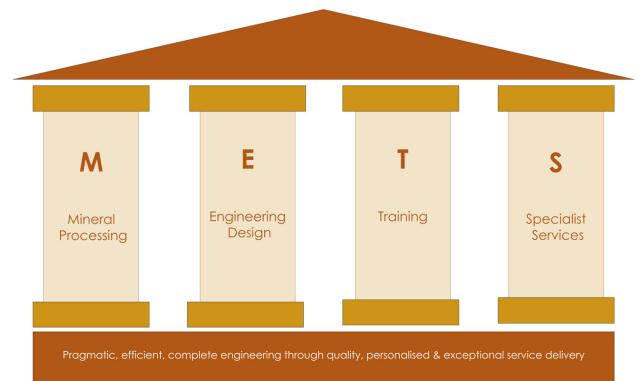 M
Mineral
Processing
E
Engineering
Design
T
Training
S
Specialist
Services
Pragmatic, efficient, complete engineering through quality, personalised & exceptional service delivery